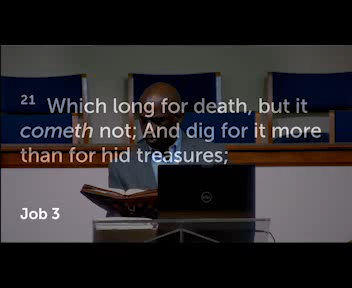 21 Which long for death, but it
cometh not; And dig for it more
than for hid treasures;
Job 3
DELL